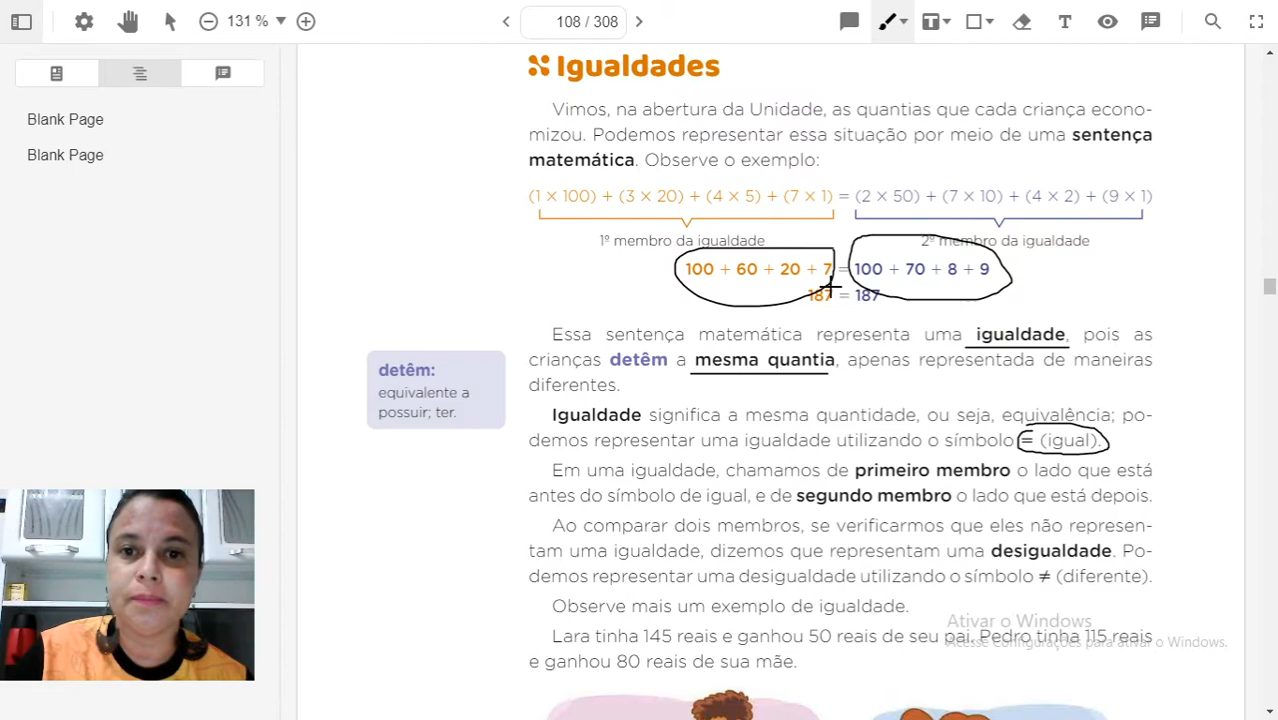 131 %
108 / 308
Blank Page
Blank Page
Igualdades
Vimos, na abertura da Unidade, as quantias que cada criança econo-
mizou. Podemos representar essa situação por meio de uma sentença
matemática. Observe o exemplo:
(1 × 100) + (3 × 20) + (4 × 5) + (7 × 1) = (2 × 50) + (7 × 10) + (4 × 2) + (9 × 1)
1º membro da igualdade 2º membro da igualdade
100 + 60 + 20 + 7 = 100 + 70 + 8 + 9
187 = 187
Essa sentença matemática representa uma igualdade, pois as
crianças detêm a mesma quantia, apenas representada de maneiras
diferentes.
detêm:
equivalente a
possuir; ter.
Igualdade significa a mesma quantidade, ou seja, equivalência; po-
demos representar uma igualdade utilizando o símbolo = (igual).
Em uma igualdade, chamamos de primeiro membro o lado que está
antes do símbolo de igual, e de segundo membro o lado que está depois.
Ao comparar dois membros, se verificarmos que eles não represen-
tam uma igualdade, dizemos que representam uma desigualdade. Po-
demos representar uma desigualdade utilizando o símbolo ≠ (diferente).
Observe mais um exemplo de igualdade.
Lara tinha 145 reais e ganhou 50 reais de seu pai. Pedro tinha 115 reais
e ganhou 80 reais de sua mãe.
Ativar o Windows
Acesse Configurações para ativar o Windows.